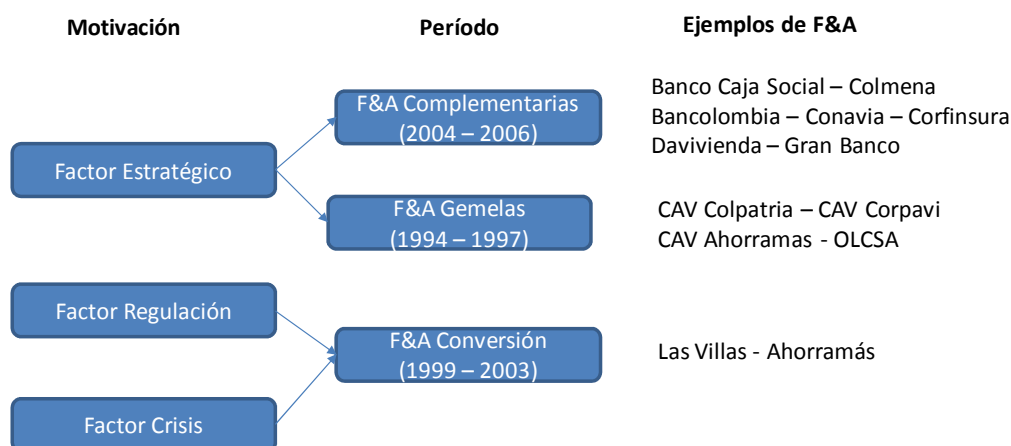 Motivación
Período
Ejemplos de F&A
Factor Estratégico
F&A Complementarias
(2004 – 2006)
Banco Caja Social – Colmena
Bancolombia – Conavia – Corfinsura
Davivienda – Gran Banco
F&A Gemelas
(1994 – 1997)
CAV Colpatria – CAV Corpavi
CAV Ahorramas - OLCSA
Factor Regulación
Factor Crisis
F&A Conversión
(1999 – 2003)
Las Villas - Ahorramás